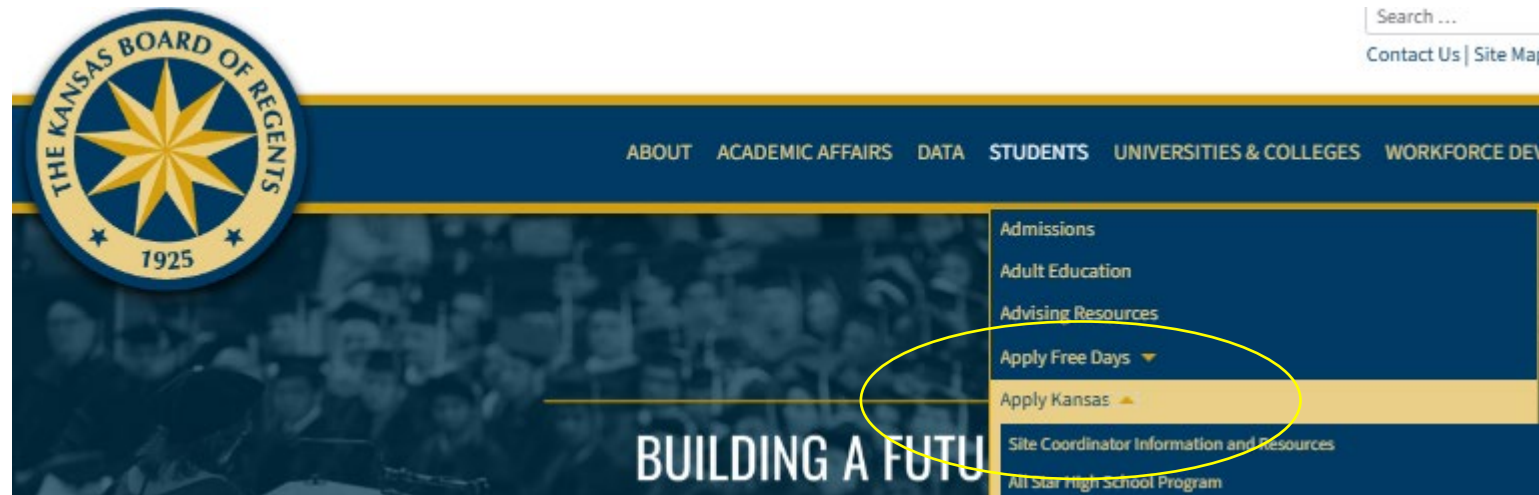 THE KANSAS BOARD OF REGENTS
1925
Search ...
Contact Us | Site Map
ABOUT ACADEMIC AFFAIRS DATA STUDENTS UNIVERSITIES & COLLEGES WORKFORCE DEV
Admissions
Adult Education
Advising Resources
Apply Free Days
Apply Kansas
Site Coordinator Information and Resources
All Star High School Program
BUILDING A FUTU